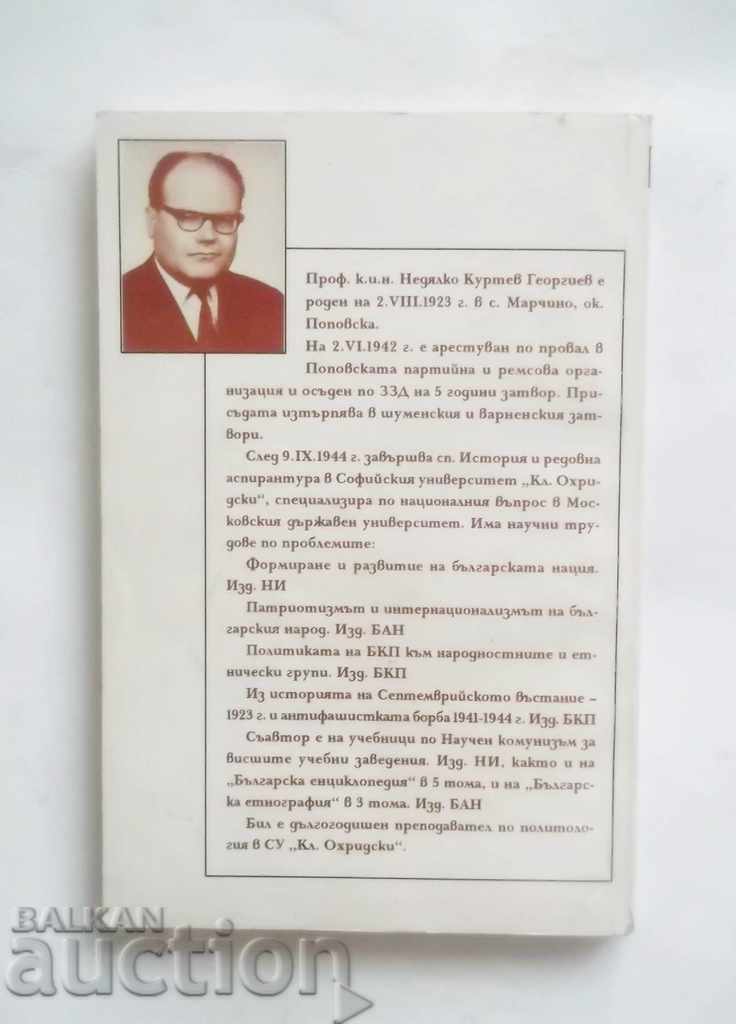 Проф. к.и.н. Недялко Куртев Георгиев е
роден на 2.VIII.1923 г. в с. Марчино, ок.
Поповска.
На 2.VI.1942 г. е арестуван по провал в
Поповската партийна и ремсова орга-
низация и осъден по ЗЗД на 5 години затвор. При-
съдата изтърпява в шуменския и варненския зат-
вори.
След 9.IX.1944 г. завършва сп. История и редовна
аспирантура в Софийския университет „Кл. Охри-
дски“, специализира по националния въпрос в Мос-
ковския държавен университет. Има научни тру-
дове по проблемите:
Формиране и развитие на българската нация.
Изд. НИ
Патриотизмът и интернационализмът на бъл-
гарския народ. Изд. БАН
Политиката на БКП към народностните и ет-
нически групи. Изд. БКП
Из историята на Септемврийското въстание –
1923 г. и антифашистката борба 1941-1944 г. Изд. БКП
Съавтор е на учебници по Научен комунизъм за
висшите учебни заведения. Изд. НИ, както и на
„Българска енциклопедия“ в 5 тома, и на „Българс-
ка етнография“ в 3 тома. Изд. БАН
Бил е дългогодишен преподавател по политоло-
гия в СУ „Кл. Охридски“.
BALKAN
auction